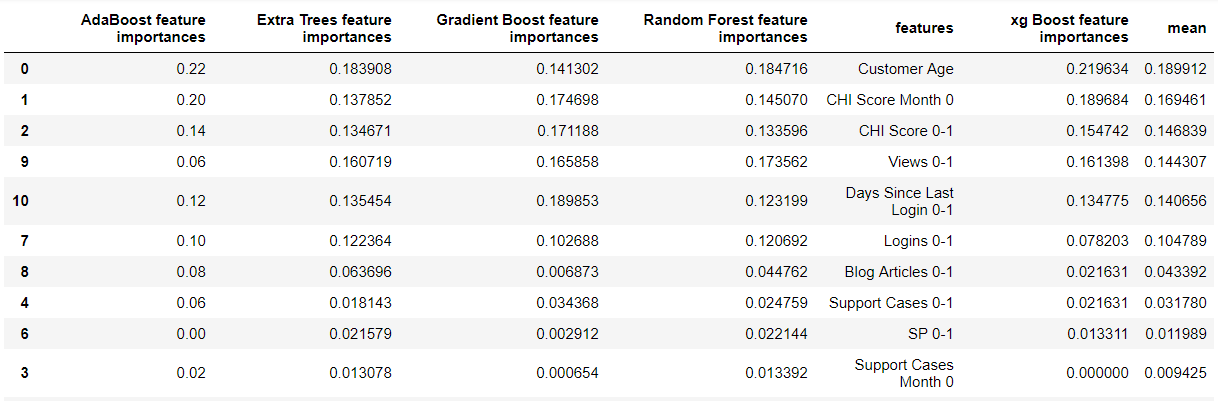 AdaBoost feature importances Extra Trees feature importances Gradient Boost feature importances Random Forest feature importances features xg Boost feature importances mean
0 0.22 0.183908 0.141302 0.184716 Customer Age 0.219634 0.189912
1 0.20 0.137852 0.174698 0.145070 CHI Score Month 0 0.189684 0.169461
2 0.14 0.134671 0.171188 0.133596 CHI Score 0-1 0.154742 0.146839
9 0.06 0.160719 0.165858 0.173562 Views 0-1 0.161398 0.144307
10 0.12 0.135454 0.189853 0.123199 Days Since Last Login 0-1 0.134775 0.140656
7 0.10 0.122364 0.102688 0.120692 Logins 0-1 0.078203 0.104789
8 0.08 0.063696 0.006873 0.044762 Blog Articles 0-1 0.021631 0.043392
4 0.06 0.018143 0.034368 0.024759 Support Cases 0-1 0.021631 0.031780
6 0.00 0.021579 0.002912 0.022144 SP 0-1 0.013311 0.011989
3 0.02 0.013078 0.000654 0.013392 Support Cases Month 0 0.000000 0.009425